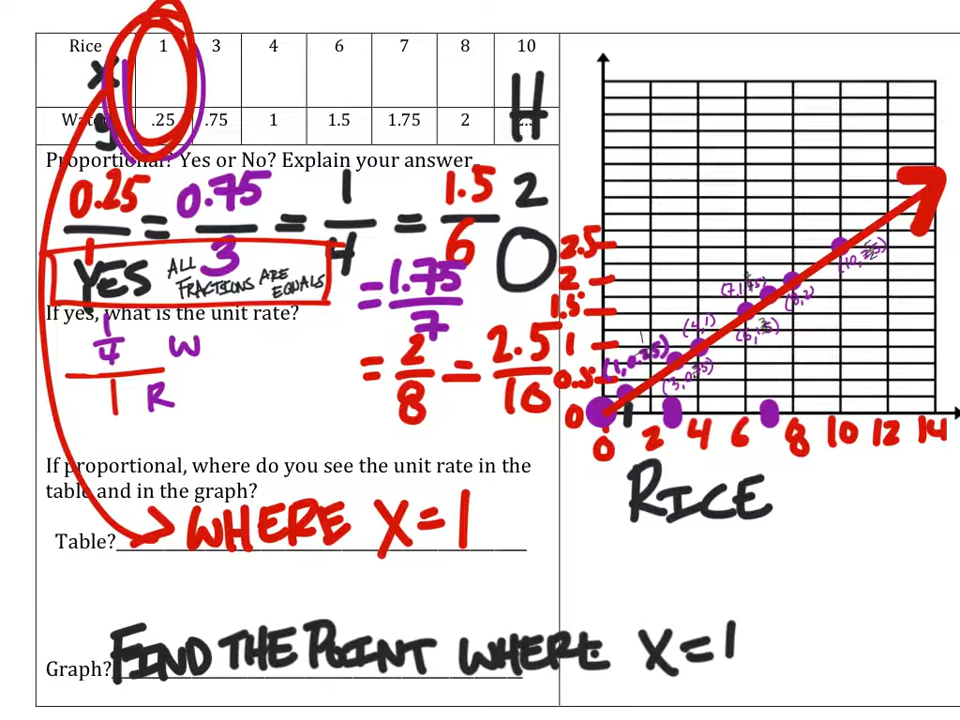 Rice 1 3 4 6 7 8 10
X
Wat .25 .75 1 1.5 1.75 2
y
H
2
O
Proportional? Yes or No? Explain your answer.
0.25/1 = 0.75/3 = 1/4 = 1.5/6
YES ALL FRACTIONS ARE EQUALS
= 1.75/7
= 2/8 = 2.5/10
If yes, what is the unit rate?
1/4 W
1 R
If proportional, where do you see the unit rate in the
table and in the graph?
Table? WHERE X=1
Graph? FIND THE POINT WHERE X=1
2.5
2
1.5
1
0.5
0
0 1 2 4 6 8 10 12 14
(1, 0.25)
(3, 0.75)
(4,1)
(7,1.75)
(8,2)
RICE